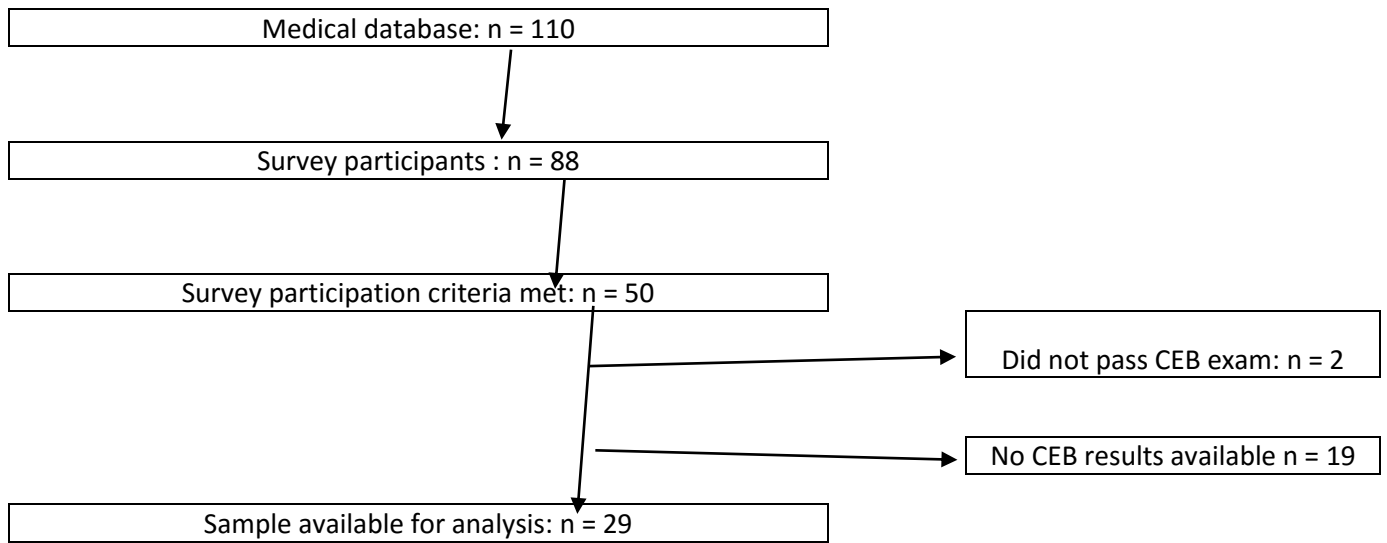 Medical database: n = 110
Survey participants : n = 88
Survey participation criteria met: n = 50
Did not pass CEB exam: n = 2
No CEB results available n = 19
Sample available for analysis: n = 29